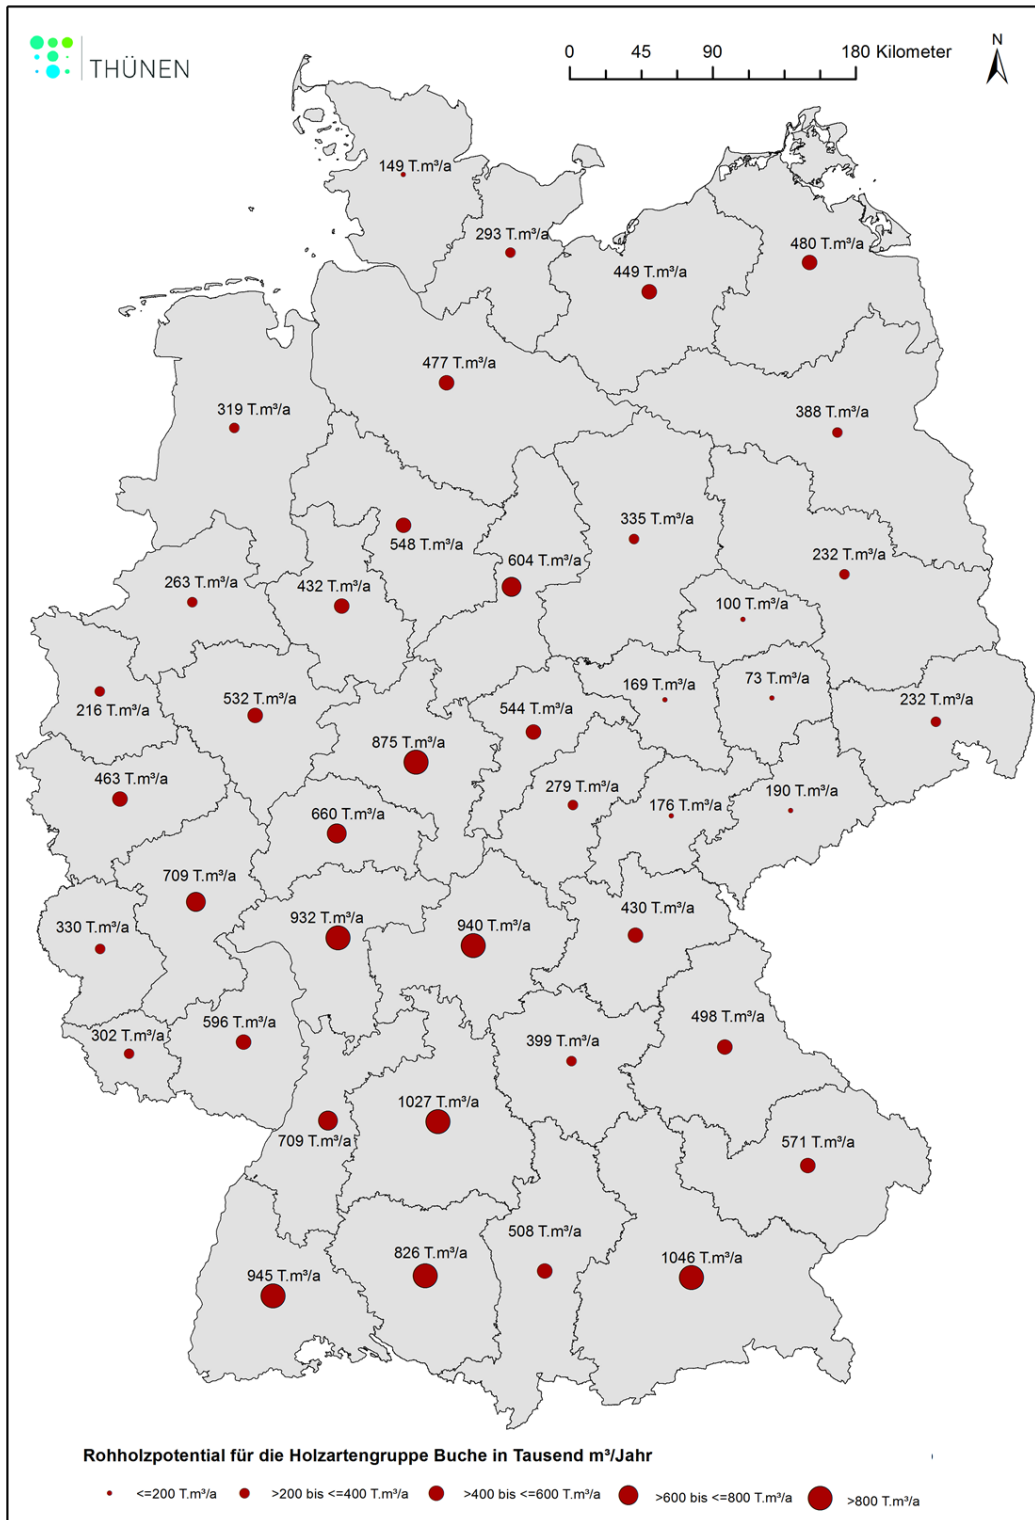 THÜNEN
0 45 90 180 Kilometer
N
149 T.m³/a
293 T.m³/a
480 T.m³/a
449 T.m³/a
477 T.m³/a
319 T.m³/a
388 T.m³/a
335 T.m³/a
548 T.m³/a
604 T.m³/a
232 T.m³/a
263 T.m³/a
432 T.m³/a
100 T.m³/a
169 T.m³/a
73 T.m³/a
216 T.m³/a
532 T.m³/a
544 T.m³/a
232 T.m³/a
875 T.m³/a
463 T.m³/a
279 T.m³/a
176 T.m³/a
190 T.m³/a
660 T.m³/a
709 T.m³/a
330 T.m³/a
932 T.m³/a
940 T.m³/a
430 T.m³/a
302 T.m³/a
596 T.m³/a
399 T.m³/a
498 T.m³/a
1027 T.m³/a
709 T.m³/a
571 T.m³/a
508 T.m³/a
826 T.m³/a
1046 T.m³/a
945 T.m³/a
Rohholzpotential für die Holzartengruppe Buche in Tausend m³/Jahr
<=200 T.m³/a >200 bis <=400 T.m³/a >400 bis <=600 T.m³/a >600 bis <=800 T.m³/a >800 T.m³/a